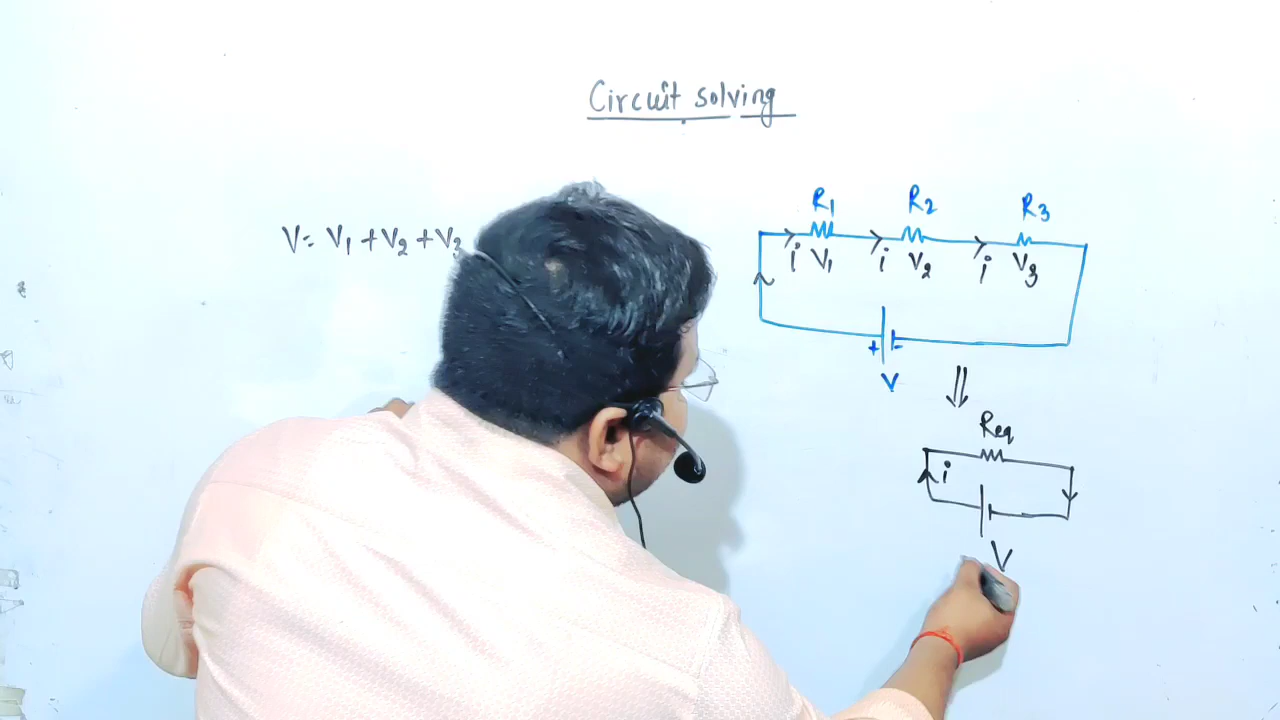 Circuit solving
V = V₁ + V₂ + V₃
R₁ R₂ R₃
i V₁ i V₂ i V₃
+ -
V
⇓
Req
i
V